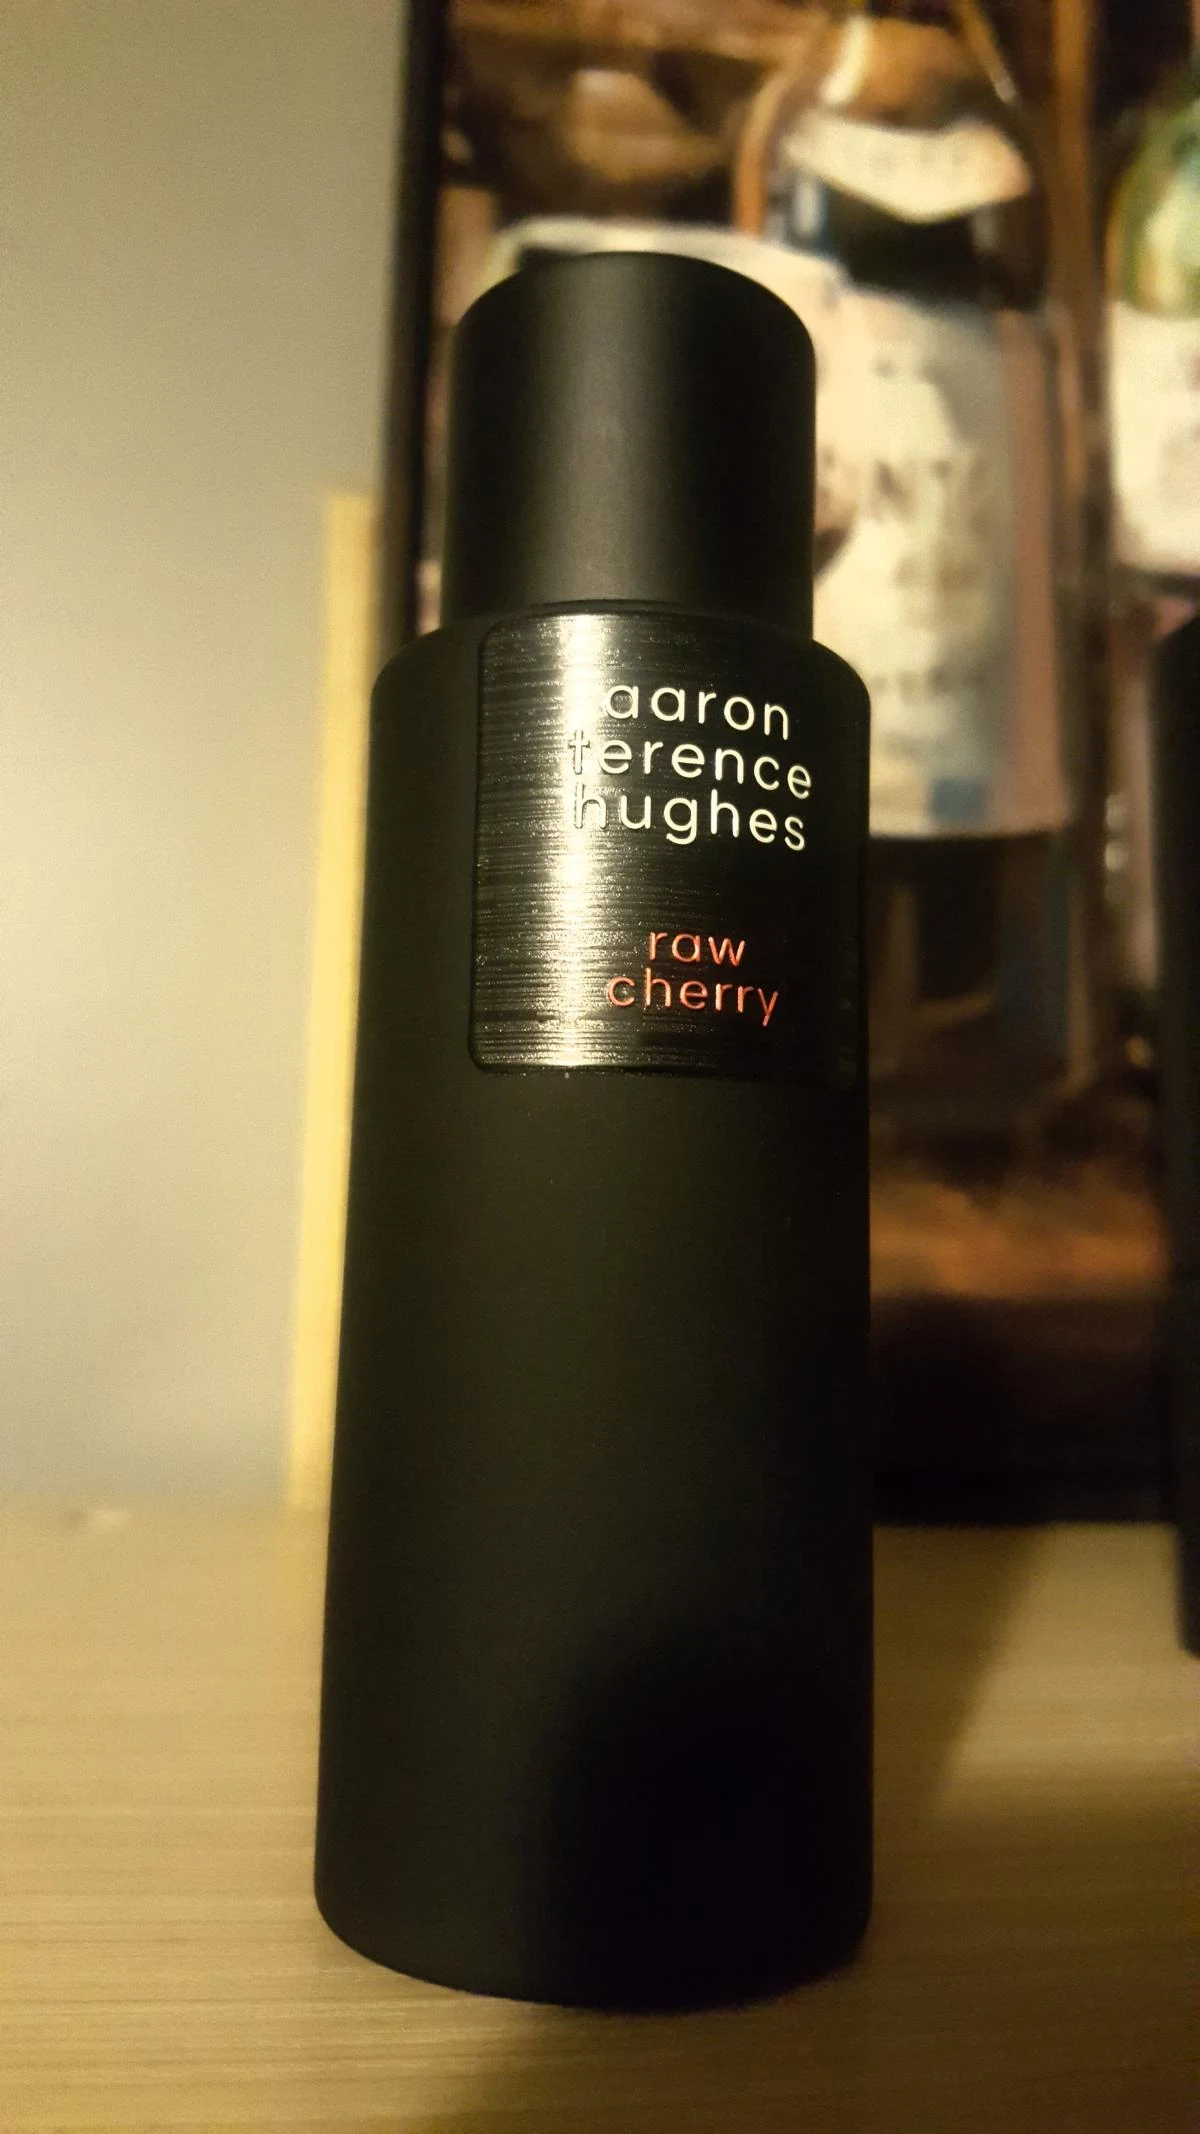 aaron
terence
hughes
raw
cherry